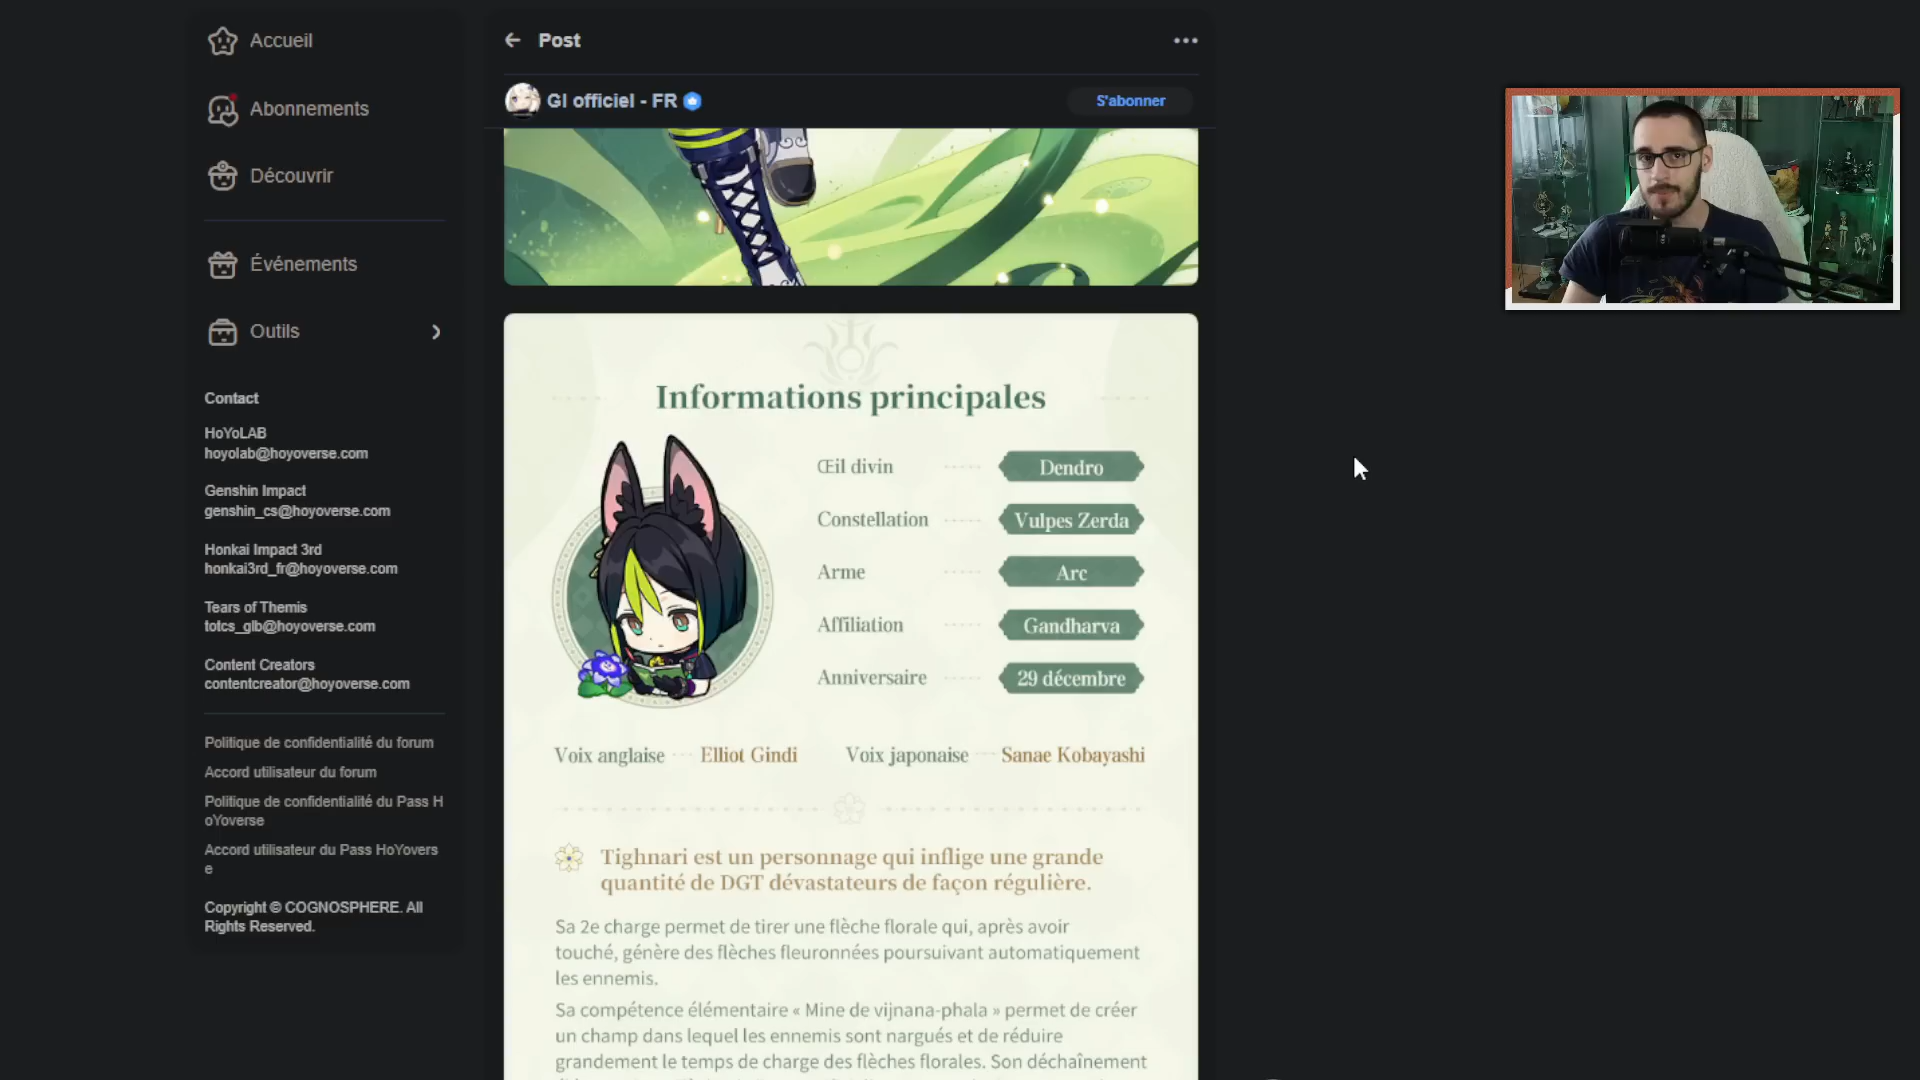 Accueil
Abonnements
Découvrir
Événements
Outils
Contact
HoYoLAB
hoyolab@hoyoverse.com
Genshin Impact
genshin_cs@hoyoverse.com
Honkai Impact 3rd
honkai3rd_fr@hoyoverse.com
Tears of Themis
totcs_glb@hoyoverse.com
Content Creators
contentcreator@hoyoverse.com
Politique de confidentialité du forum
Accord utilisateur du forum
Politique de confidentialité du Pass H
oYoverse
Accord utilisateur du Pass HoYovers
e
Copyright © COGNOSPHERE. All
Rights Reserved.
Post
GI officiel - FR
S'abonner
Informations principales
Œil divin Dendro
Constellation Vulpes Zerda
Arme Arc
Affiliation Gandharva
Anniversaire 29 décembre
Voix anglaise Elliot Gindi Voix japonaise Sanae Kobayashi
Tighnari est un personnage qui inflige une grande
quantité de DGT dévastateurs de façon régulière.
Sa 2e charge permet de tirer une flèche florale qui, après avoir
touché, génère des flèches fleuronnées poursuivant automatiquement
les ennemis.
Sa compétence élémentaire « Mine de vijnana-phala » permet de créer
un champ dans lequel les ennemis sont nargués et de réduire
grandement le temps de charge des flèches florales. Son déchaînement